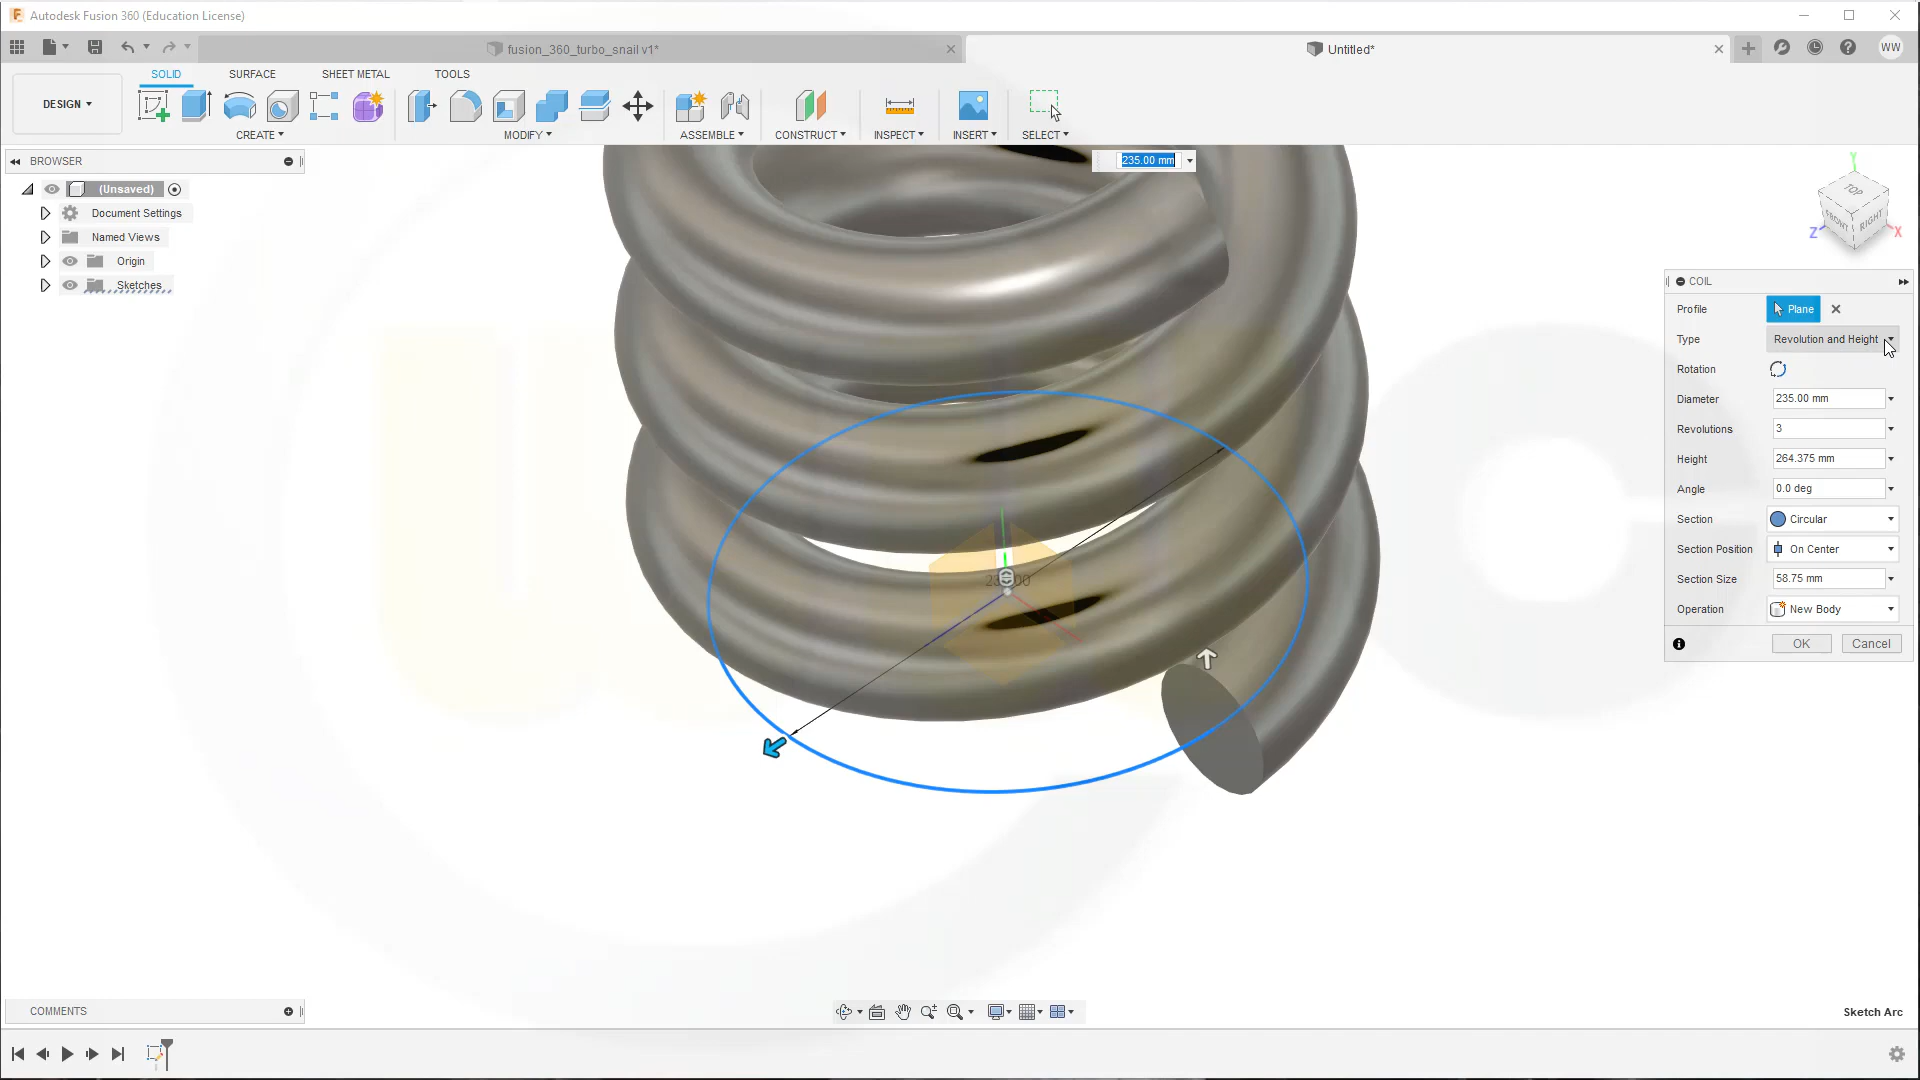 Autodesk Fusion 360 (Education License)
fusion_360_turbo_snail v1*
Untitled*
WW
DESIGN
SOLID
SURFACE
SHEET METAL
TOOLS
CREATE
MODIFY
ASSEMBLE
CONSTRUCT
INSPECT
INSERT
SELECT
BROWSER
(Unsaved)
Document Settings
Named Views
Origin
Sketches
235.00 mm
Y
TOP
FRONT
RIGHT
Z
X
COIL
Profile Plane
Type Revolution and Height
Rotation
Diameter 235.00 mm
Revolutions 3
Height 264.375 mm
Angle 0.0 deg
Section Circular
Section Position On Center
Section Size 58.75 mm
Operation New Body
OK Cancel
COMMENTS
Sketch Arc